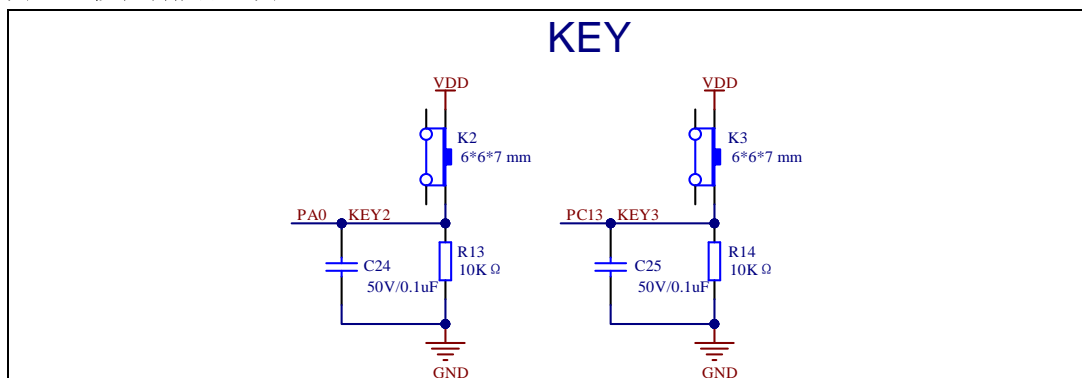 KEY
VDD
K2
6*6*7 mm
PA0
KEY2
R13
10K Ω
C24
50V/0.1uF
GND
VDD
K3
6*6*7 mm
PC13
KEY3
R14
10K Ω
C25
50V/0.1uF
GND